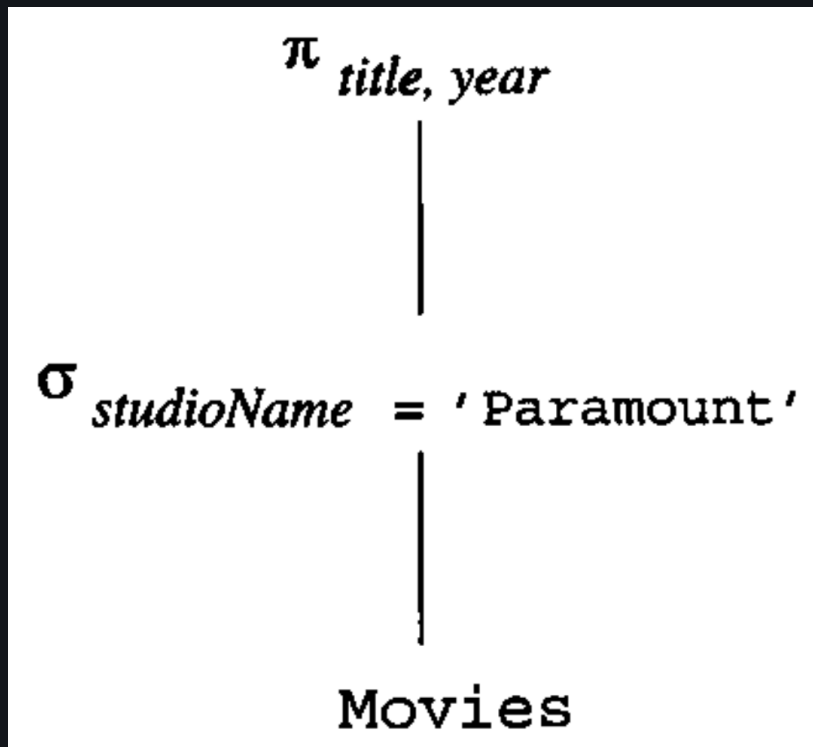 π title, year
σ studioName = 'Paramount'
Movies